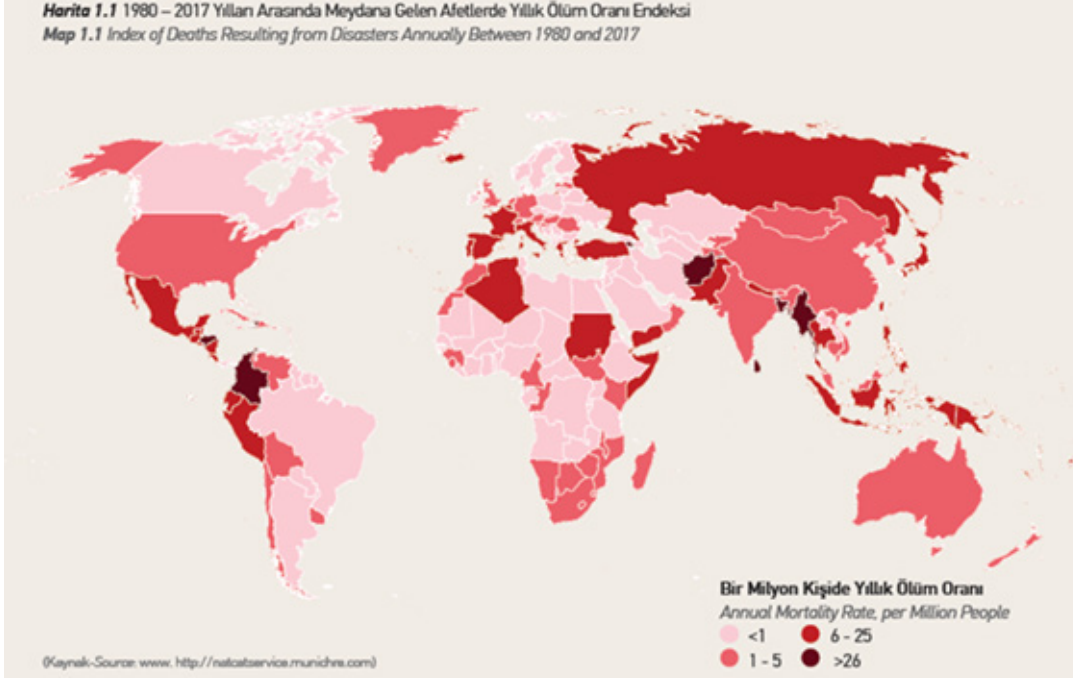 Harita 1.1 1980 – 2017 Yılları Arasında Meydana Gelen Afetlerde Yıllık Ölüm Oranı Endeksi
Map 1.1 Index of Deaths Resulting from Disasters Annually Between 1980 and 2017
Bir Milyon Kişide Yıllık Ölüm Oranı
Annual Mortality Rate, per Million People
<1
6 - 25
1 - 5
>26
(Kaynak-Source: www. http://natcatservice.munichre.com)